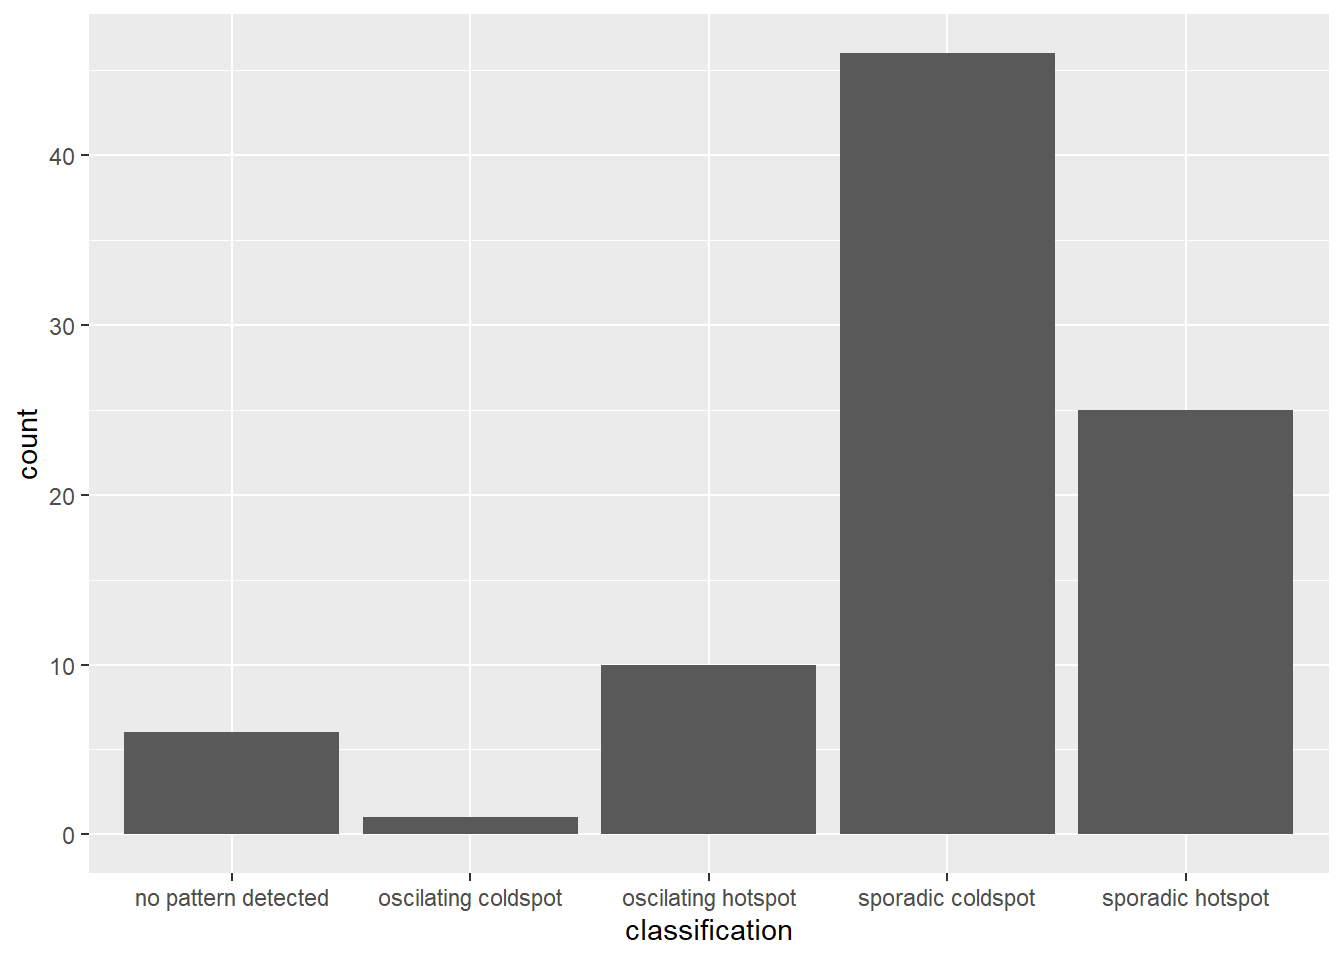 count
40
30
20
10
0
no pattern detected
oscilating coldspot
oscilating hotspot
sporadic coldspot
sporadic hotspot
classification